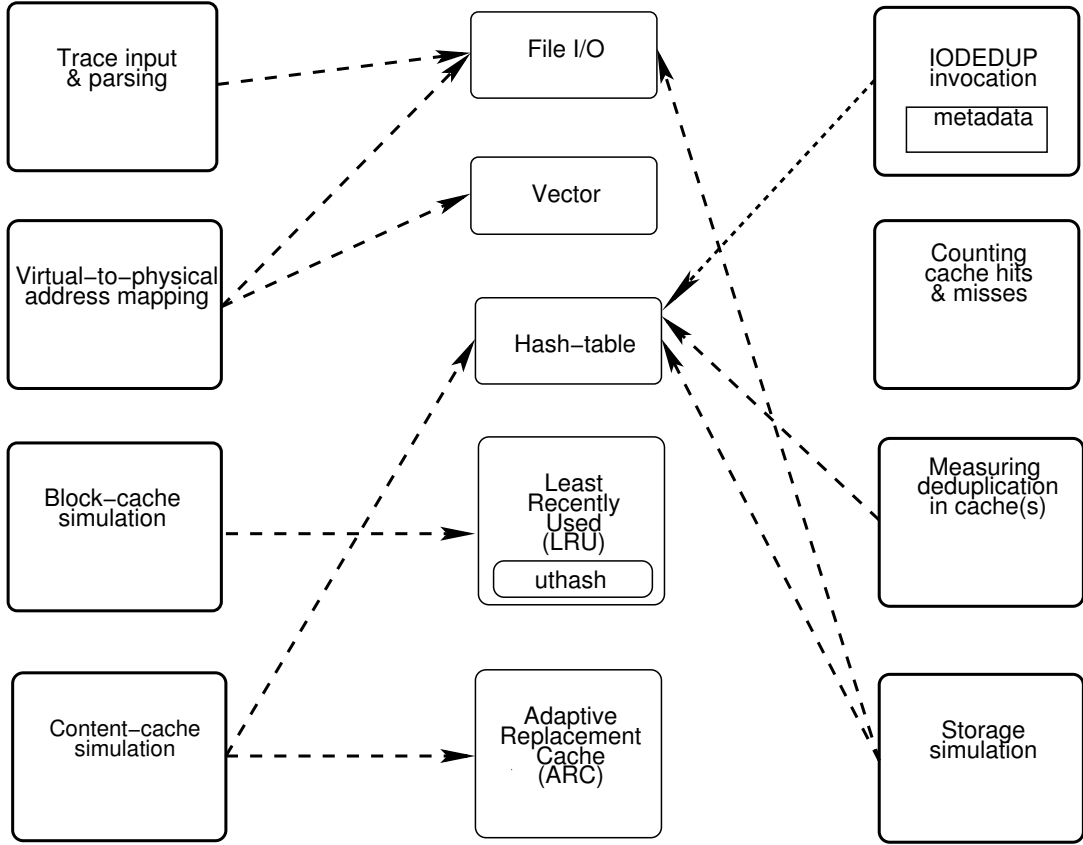 Trace input
& parsing
File I/O
IODEDUP
invocation
metadata
Vector
Virtual−to−physical
address mapping
Counting
cache hits
& misses
Hash−table
Block−cache
simulation
Least
Recently
Used
(LRU)
uthash
Measuring
deduplication
in cache(s)
Content−cache
simulation
Adaptive
Replacement
Cache
(ARC)
Storage
simulation